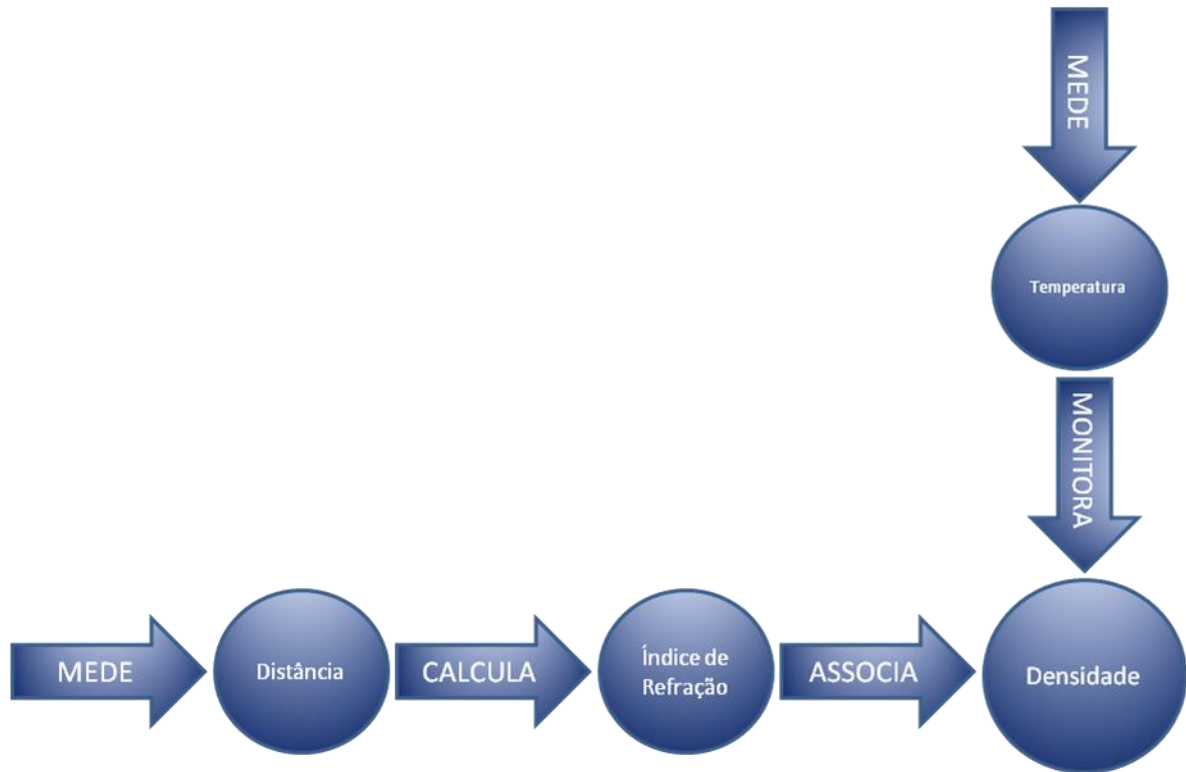 MEDE
Temperatura
MONITORA
MEDE
Distância
CALCULA
Índice de
Refração
ASSOCIA
Densidade